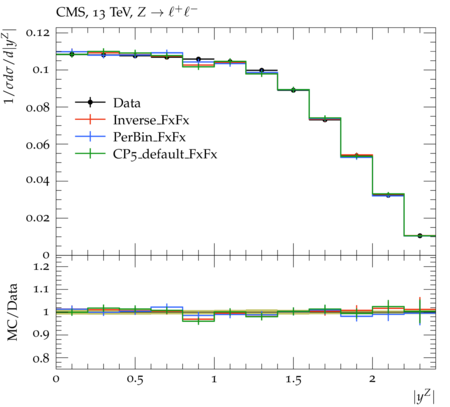 CMS, 13 TeV, Z → ℓ⁺ℓ⁻
1/σdσ/d|y^Z|
0.12
0.1
0.08
0.06
0.04
0.02
0
Data
Inverse_FxFx
PerBin_FxFx
CP5_default_FxFx
MC/Data
1.2
1.1
1
0.9
0.8
0 0.5 1 1.5 2
|y^Z|